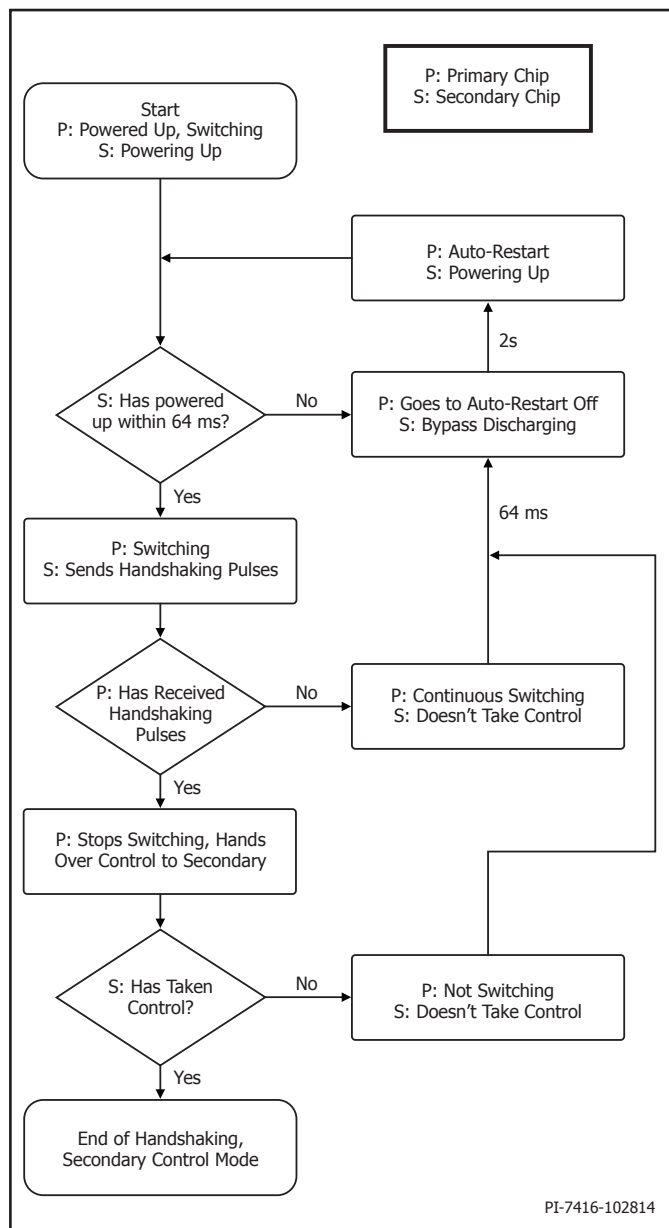 P: Primary Chip
S: Secondary Chip
Start
P: Powered Up, Switching
S: Powering Up
P: Auto-Restart
S: Powering Up
2s
S: Has powered
up within 64 ms?
No
P: Goes to Auto-Restart Off
S: Bypass Discharging
Yes
64 ms
P: Switching
S: Sends Handshaking Pulses
P: Has Received
Handshaking
Pulses
No
P: Continuous Switching
S: Doesn't Take Control
Yes
P: Stops Switching, Hands
Over Control to Secondary
S: Has Taken
Control?
No
P: Not Switching
S: Doesn't Take Control
Yes
End of Handshaking,
Secondary Control Mode
PI-7416-102814